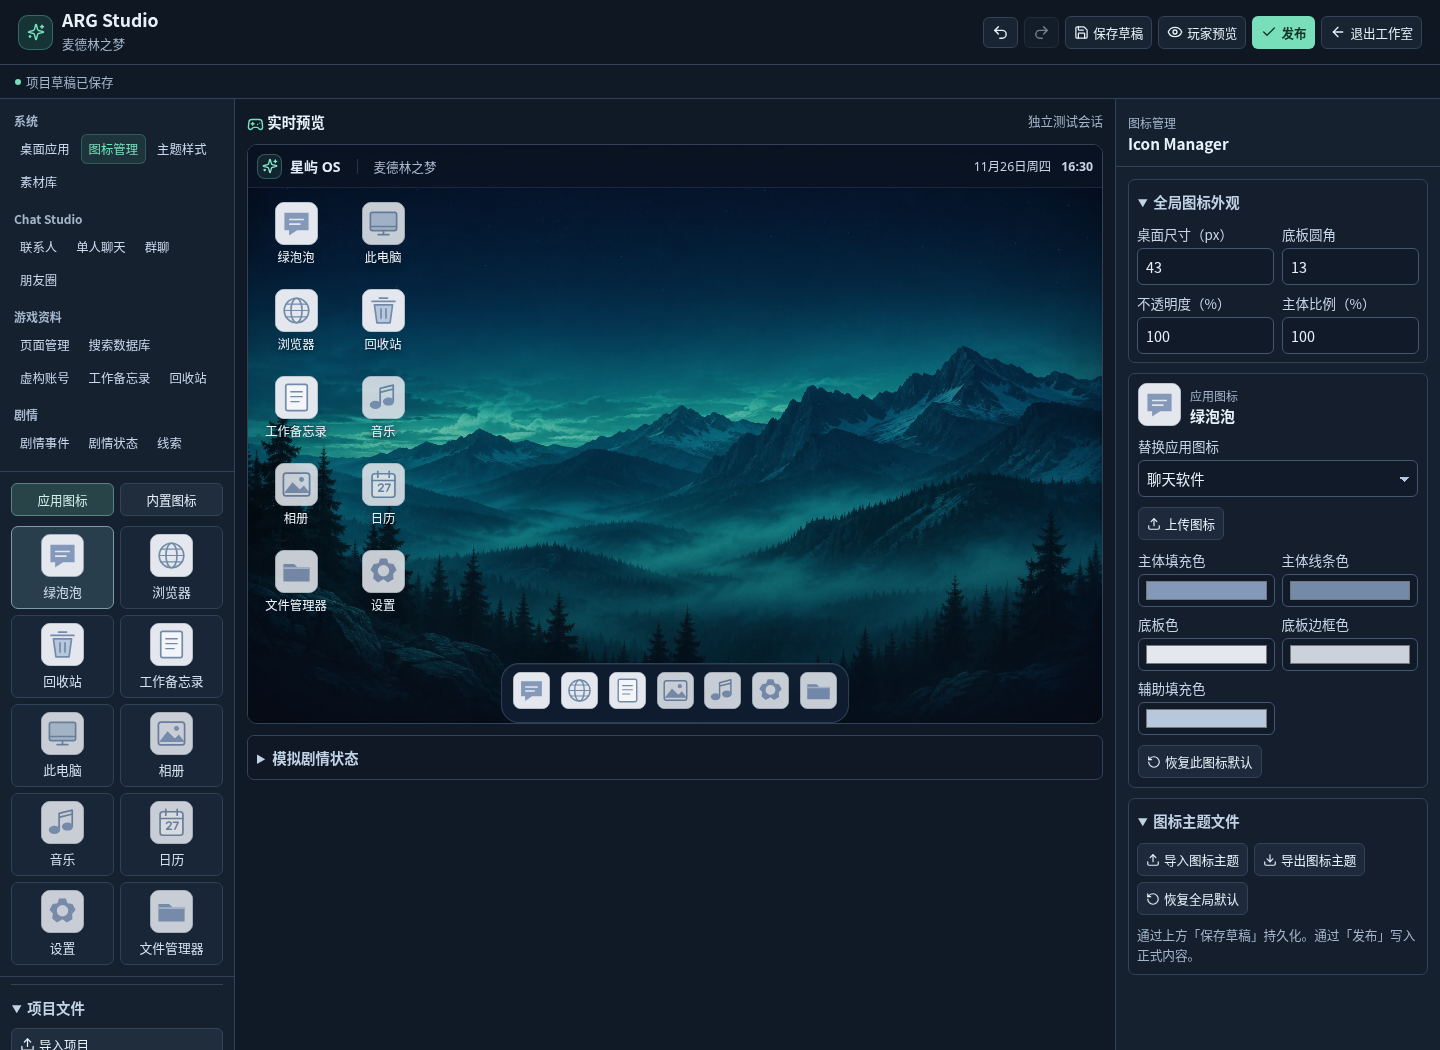 ARG Studio
麦德林之梦
保存草稿
玩家预览
发布
退出工作室
项目草稿已保存
系统
桌面应用 图标管理 主题样式
素材库
Chat Studio
联系人 单人聊天 群聊
朋友圈
游戏资料
页面管理 搜索数据库
虚构账号 工作备忘录 回收站
剧情
剧情事件 剧情状态 线索
应用图标 内置图标
绿泡泡 浏览器
回收站 工作备忘录
此电脑 相册
音乐 日历
27
设置 文件管理器
项目文件
导入项目
实时预览
独立测试会话
星屿 OS 麦德林之梦
11月26日周四 16:30
绿泡泡 此电脑
浏览器 回收站
工作备忘录 音乐
27
相册 日历
文件管理器 设置
模拟剧情状态
图标管理
Icon Manager
全局图标外观
桌面尺寸（px） 底板圆角
43 13
不透明度（%） 主体比例（%）
100 100
应用图标
绿泡泡
替换应用图标
聊天软件
上传图标
主体填充色 主体线条色
底板色 底板边框色
辅助填充色
恢复此图标默认
图标主题文件
导入图标主题 导出图标主题
恢复全局默认
通过上方「保存草稿」持久化。通过「发布」写入
正式内容。